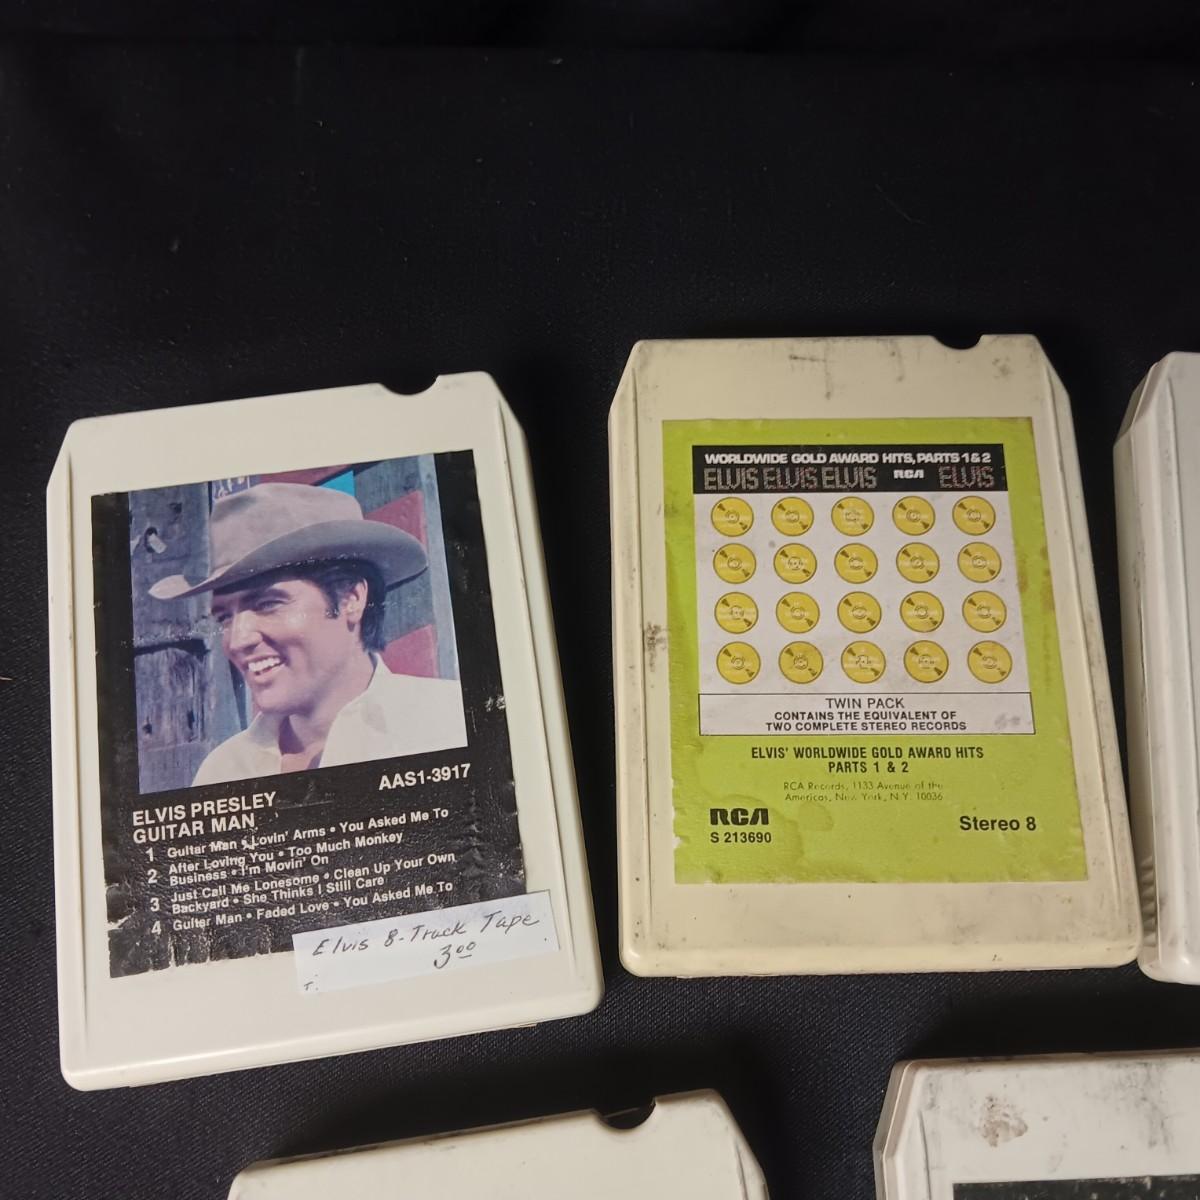 AAS1-3917
ELVIS PRESLEY
GUITAR MAN
1 Guitar Man • Lovin' Arms • You Asked Me To
2 After Loving You • Too Much Monkey
Business • I'm Movin' On
3 Just Call Me Lonesome • Clean Up Your Own
Backyard • She Thinks I Still Care
4 Guitar Man • Faded Love • You Asked Me To
Elvis 8-Track Tape
3.00
T.
WORLDWIDE GOLD AWARD HITS, PARTS 1 & 2
ELVIS ELVIS ELVIS RCA ELVIS
TWIN PACK
CONTAINS THE EQUIVALENT OF
TWO COMPLETE STEREO RECORDS
ELVIS' WORLDWIDE GOLD AWARD HITS
PARTS 1 & 2
RCA Records, 1133 Avenue of the
Americas, New York, N.Y. 10036
RCA
S 213690
Stereo 8